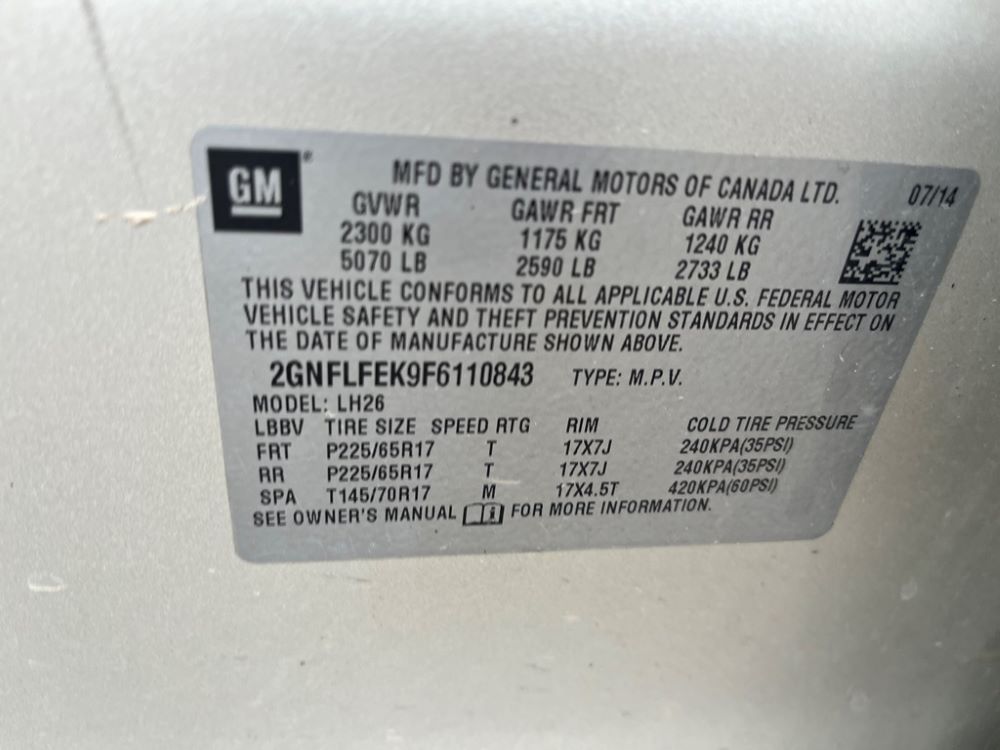 GM®
MFD BY GENERAL MOTORS OF CANADA LTD. 07/14
GVWR GAWR FRT GAWR RR
2300 KG 1175 KG 1240 KG
5070 LB 2590 LB 2733 LB
THIS VEHICLE CONFORMS TO ALL APPLICABLE U.S. FEDERAL MOTOR
VEHICLE SAFETY AND THEFT PREVENTION STANDARDS IN EFFECT ON
THE DATE OF MANUFACTURE SHOWN ABOVE.
2GNFLFEK9F6110843 TYPE: M.P.V.
MODEL: LH26
LBBV TIRE SIZE SPEED RTG RIM COLD TIRE PRESSURE
FRT P225/65R17 T 17X7J 240KPA(35PSI)
RR P225/65R17 T 17X7J 240KPA(35PSI)
SPA T145/70R17 M 17X4.5T 420KPA(60PSI)
SEE OWNER'S MANUAL i FOR MORE INFORMATION.